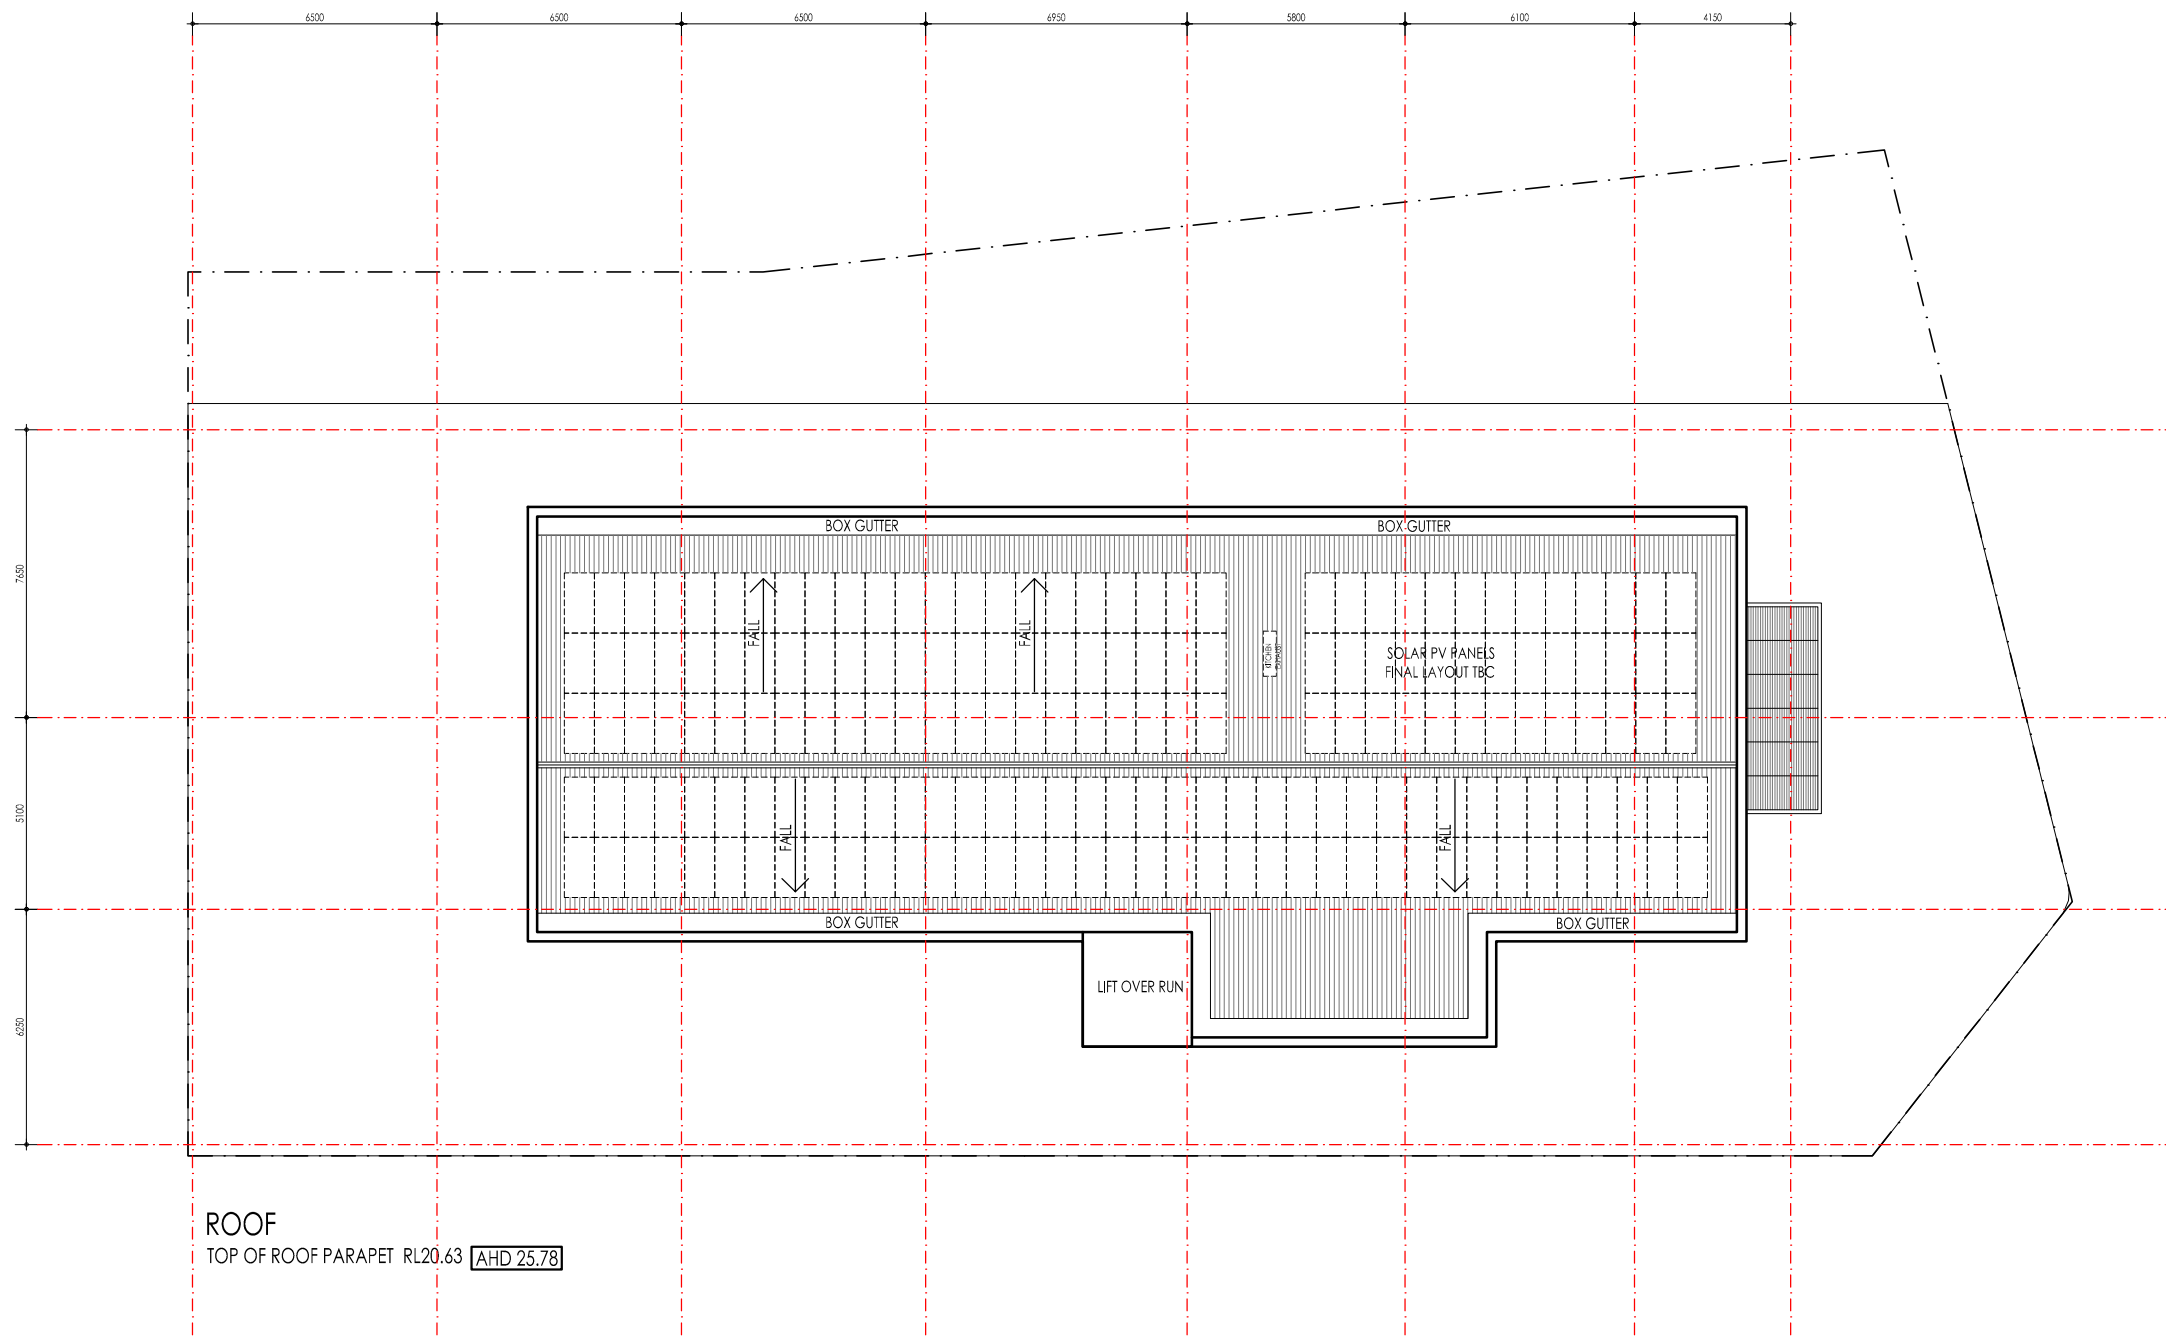 6500
6500
6500
6950
5800
6100
4150
7650
5100
6250
BOX GUTTER
BOX GUTTER
FALL
FALL
KITCHEN
EXHAUST
SOLAR PV PANELS
FINAL LAYOUT TBC
FALL
FALL
BOX GUTTER
BOX GUTTER
LIFT OVER RUN
ROOF
TOP OF ROOF PARAPET RL20.63 AHD 25.78